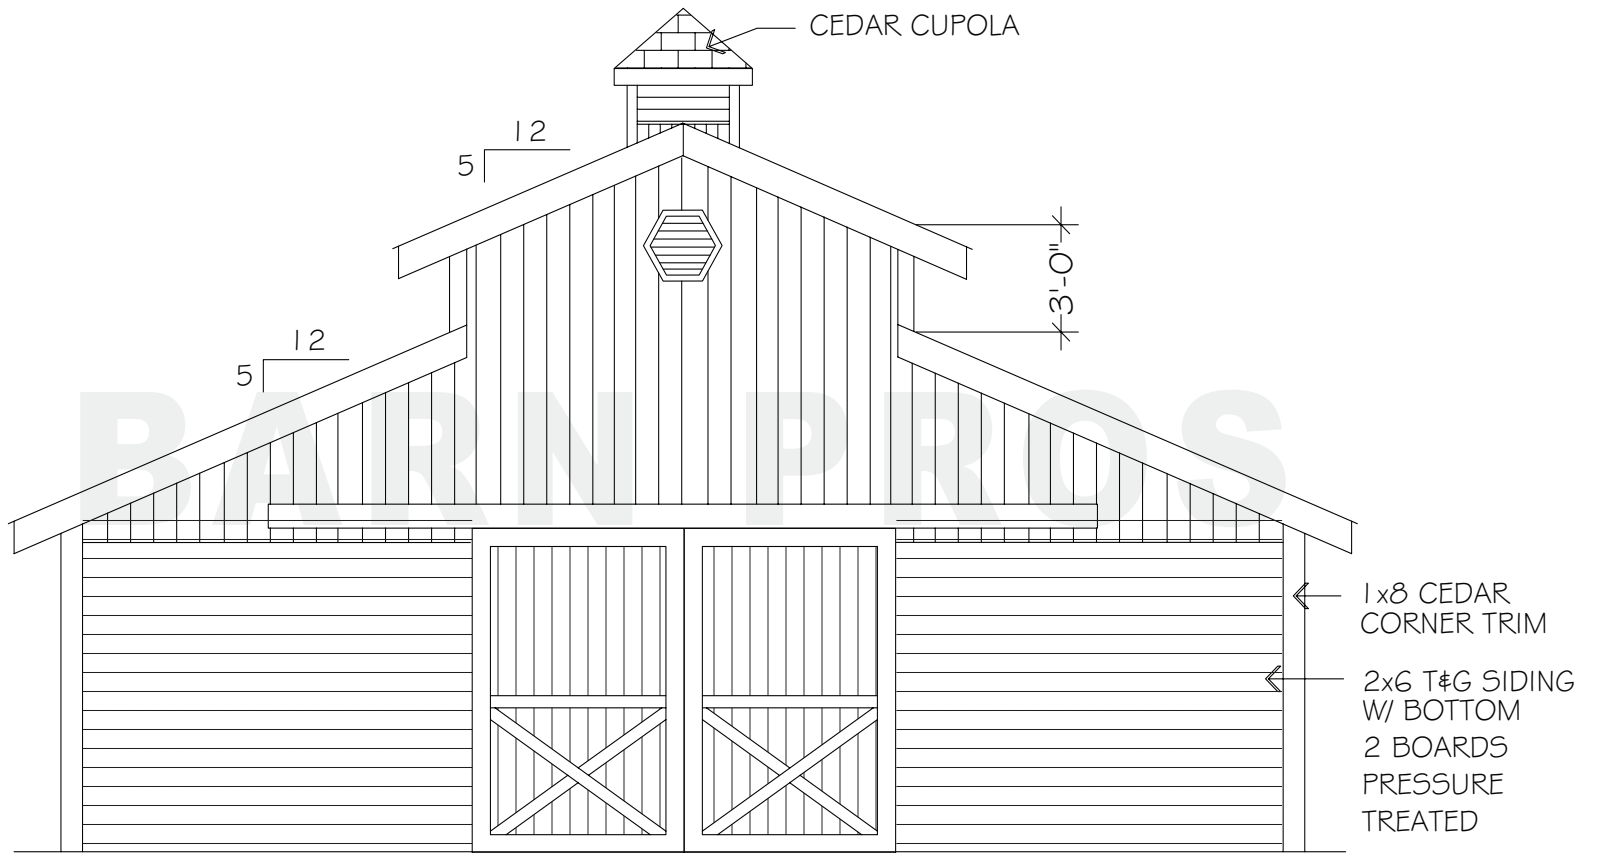 CEDAR CUPOLA
12
5
3'-0"
12
5
BARN PROS
1x8 CEDAR
CORNER TRIM
2x6 T&G SIDING
W/ BOTTOM
2 BOARDS
PRESSURE
TREATED